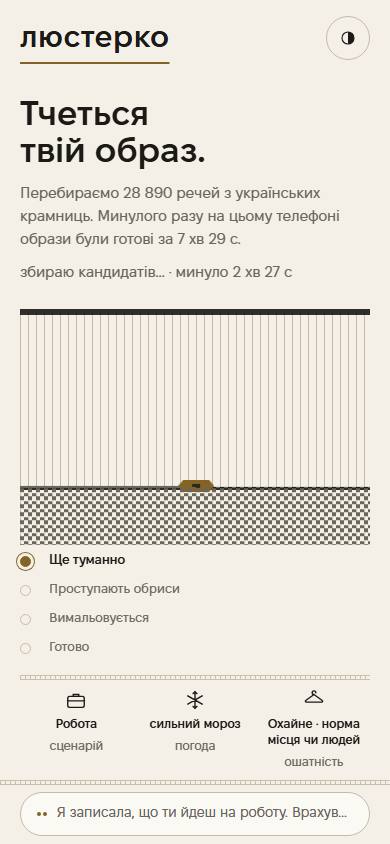 люстерко
Тчеться
твій образ.
Перебираємо 28 890 речей з українських
крамниць. Минулого разу на цьому телефоні
образи були готові за 7 хв 29 с.
збираю кандидатів... · минуло 2 хв 27 с
Ще туманно
Проступають обриси
Вимальовується
Готово
Робота
сценарій
сильний мороз
погода
Охайне · норма
місця чи людей
ошатність
Я записала, що ти йдеш на роботу. Врахув...